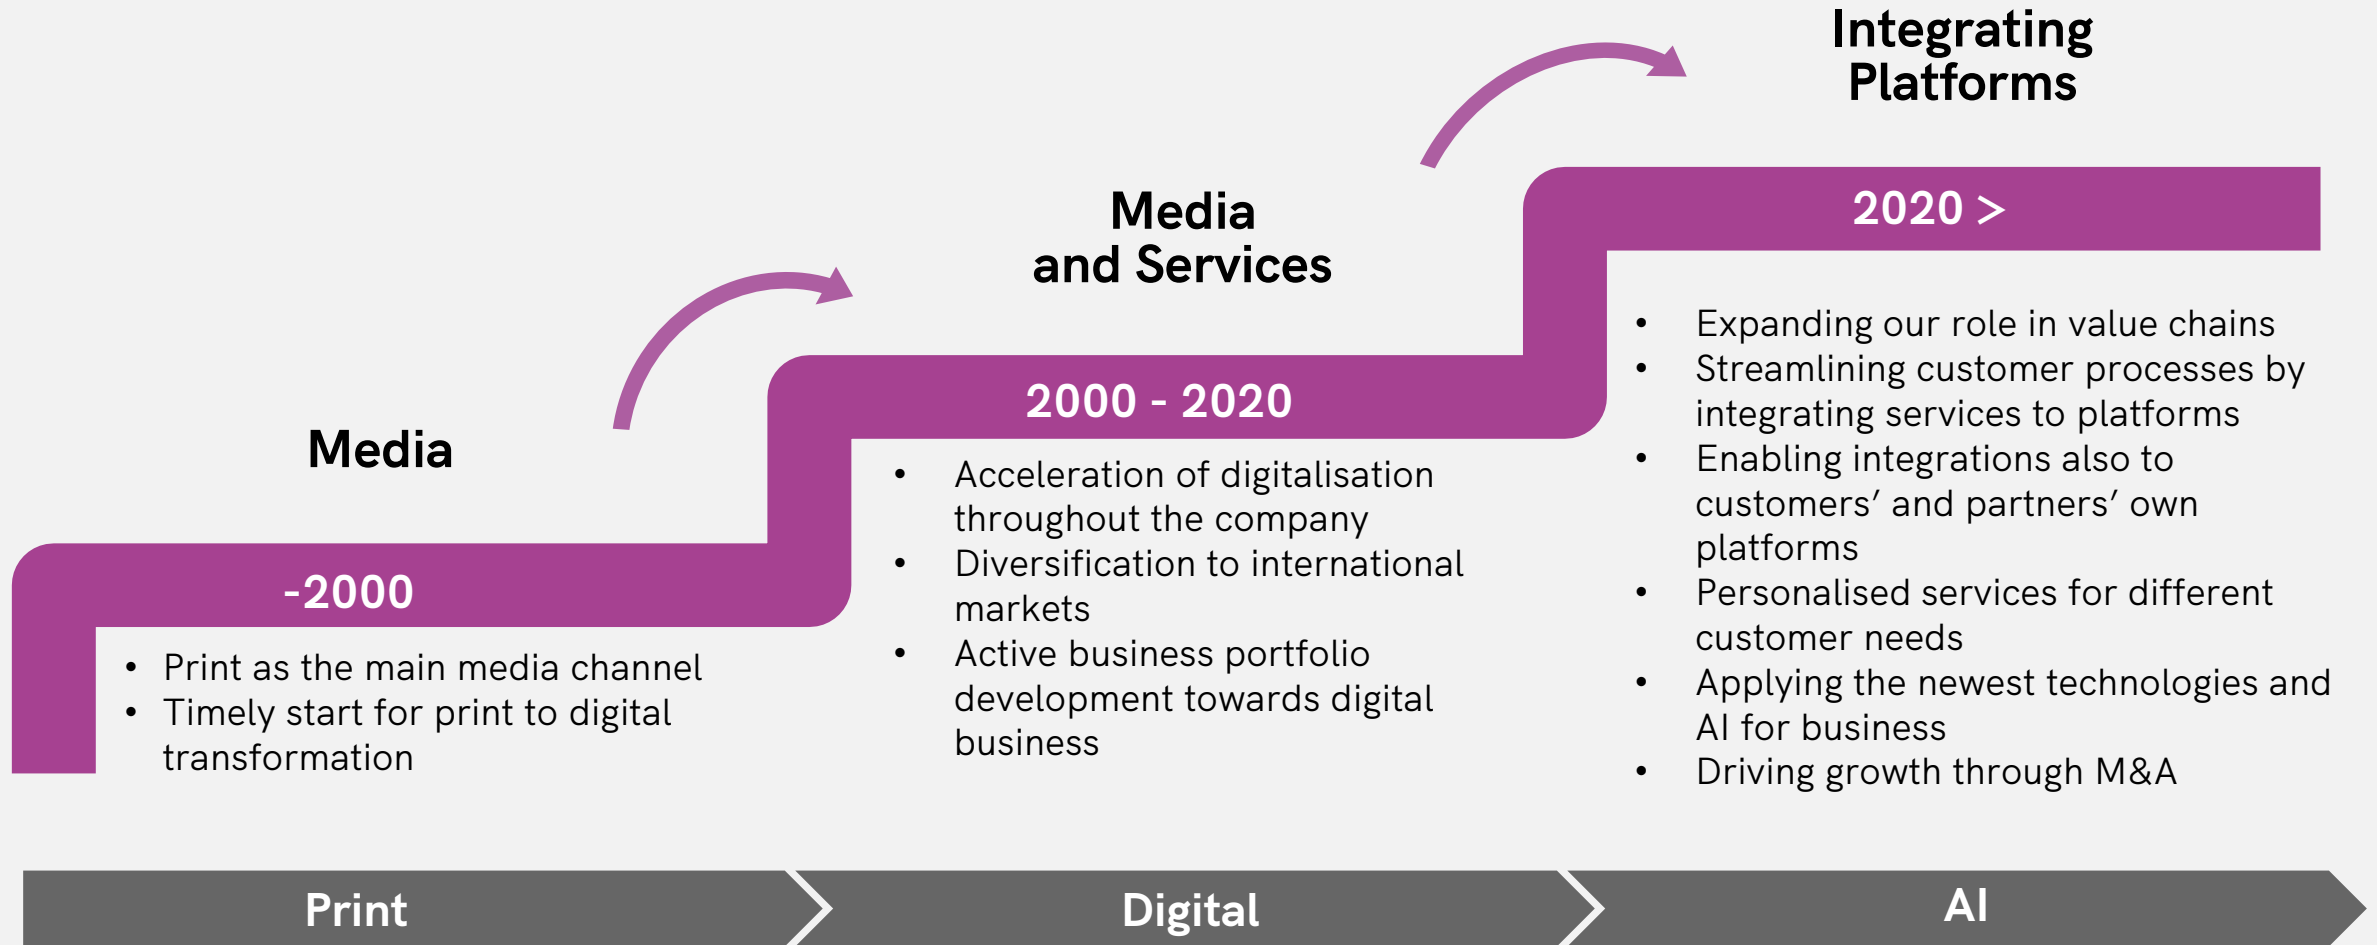 Media
-2000
• Print as the main media channel
• Timely start for print to digital
transformation
Media
and Services
2000 - 2020
• Acceleration of digitalisation
throughout the company
• Diversification to international
markets
• Active business portfolio
development towards digital
business
Integrating
Platforms
2020 >
• Expanding our role in value chains
• Streamlining customer processes by
integrating services to platforms
• Enabling integrations also to
customers’ and partners’ own
platforms
• Personalised services for different
customer needs
• Applying the newest technologies and
AI for business
• Driving growth through M&A
Print
Digital
AI